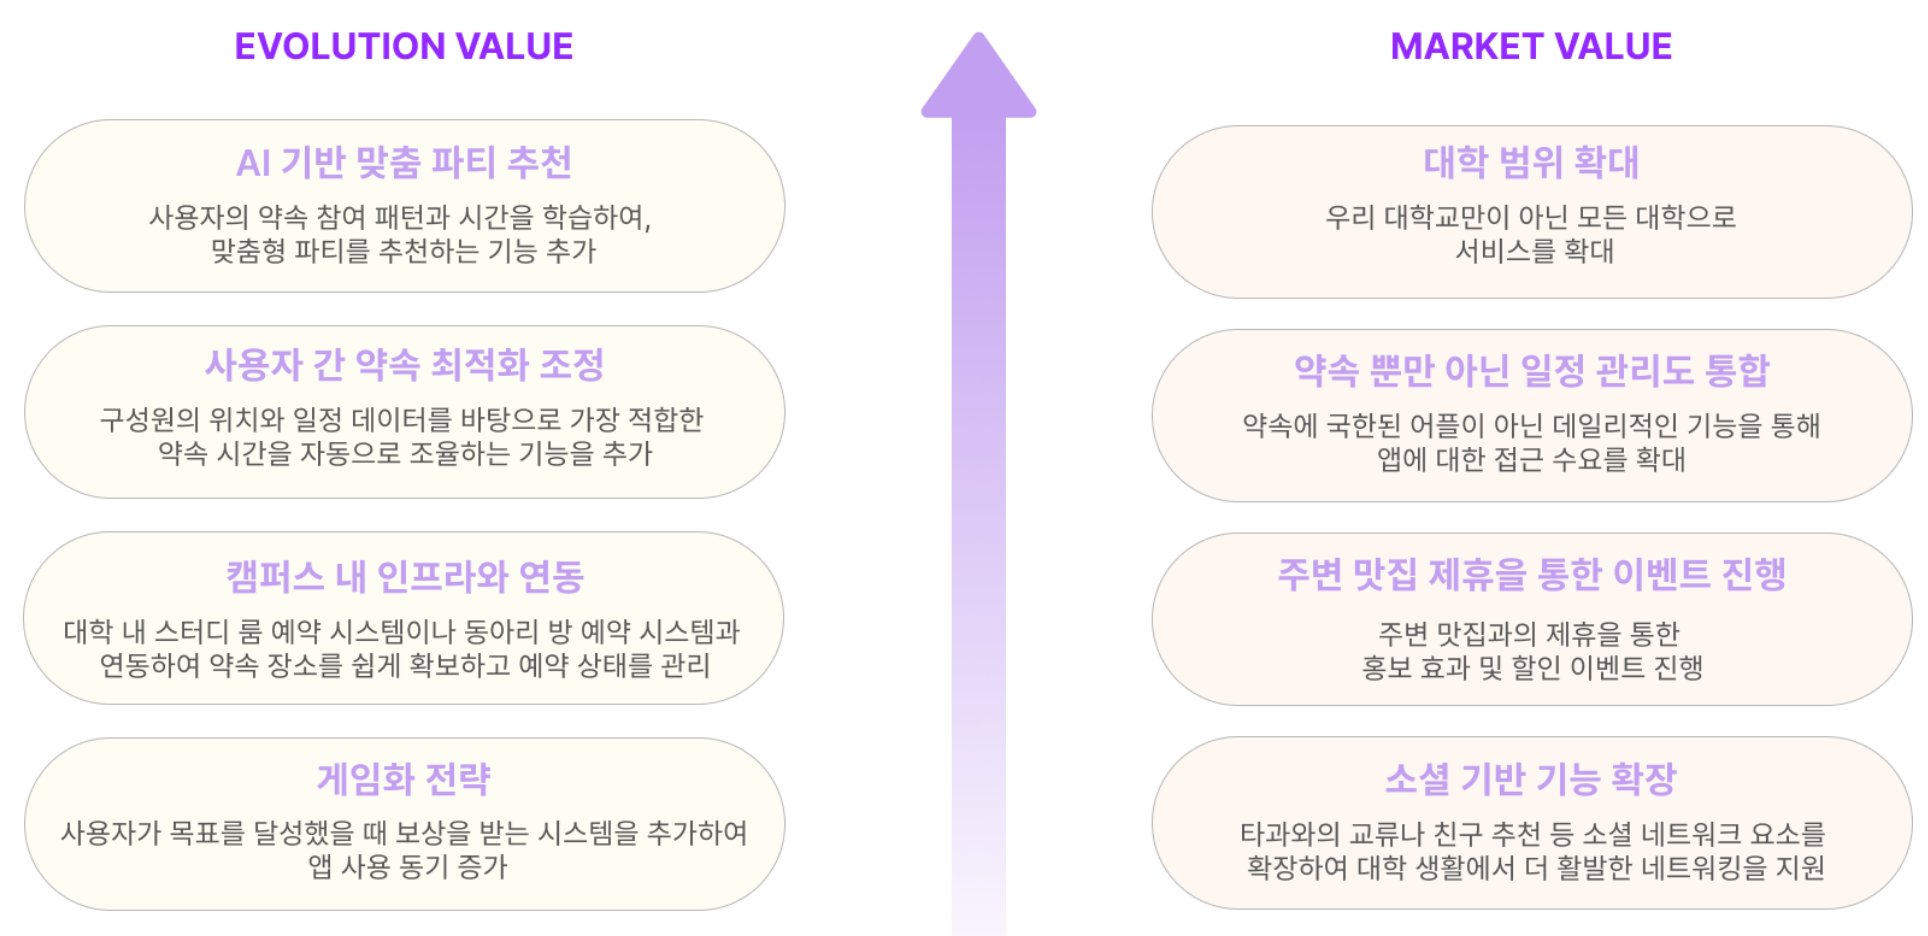 EVOLUTION VALUE
AI 기반 맞춤 파티 추천
사용자의 약속 참여 패턴과 시간을 학습하여,
맞춤형 파티를 추천하는 기능 추가
사용자 간 약속 최적화 조정
구성원의 위치와 일정 데이터를 바탕으로 가장 적합한
약속 시간을 자동으로 조율하는 기능을 추가
캠퍼스 내 인프라와 연동
대학 내 스터디 룸 예약 시스템이나 동아리 방 예약 시스템과
연동하여 약속 장소를 쉽게 확보하고 예약 상태를 관리
게임화 전략
사용자가 목표를 달성했을 때 보상을 받는 시스템을 추가하여
앱 사용 동기 증가
MARKET VALUE
대학 범위 확대
우리 대학교만이 아닌 모든 대학으로
서비스를 확대
약속 뿐만 아닌 일정 관리도 통합
약속에 국한된 어플이 아닌 데일리적인 기능을 통해
앱에 대한 접근 수요를 확대
주변 맛집 제휴을 통한 이벤트 진행
주변 맛집과의 제휴을 통한
홍보 효과 및 할인 이벤트 진행
소셜 기반 기능 확장
타과와의 교류나 친구 추천 등 소셜 네트워크 요소를
확장하여 대학 생활에서 더 활발한 네트워킹을 지원